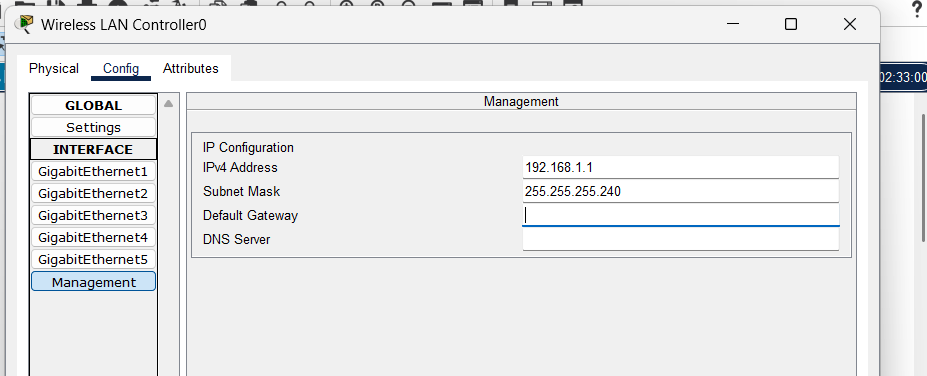 Wireless LAN Controller0
?
Physical Config Attributes
02:33:00
GLOBAL
Settings
INTERFACE
GigabitEthernet1
GigabitEthernet2
GigabitEthernet3
GigabitEthernet4
GigabitEthernet5
Management
Management
IP Configuration
IPv4 Address 192.168.1.1
Subnet Mask 255.255.255.240
Default Gateway
DNS Server